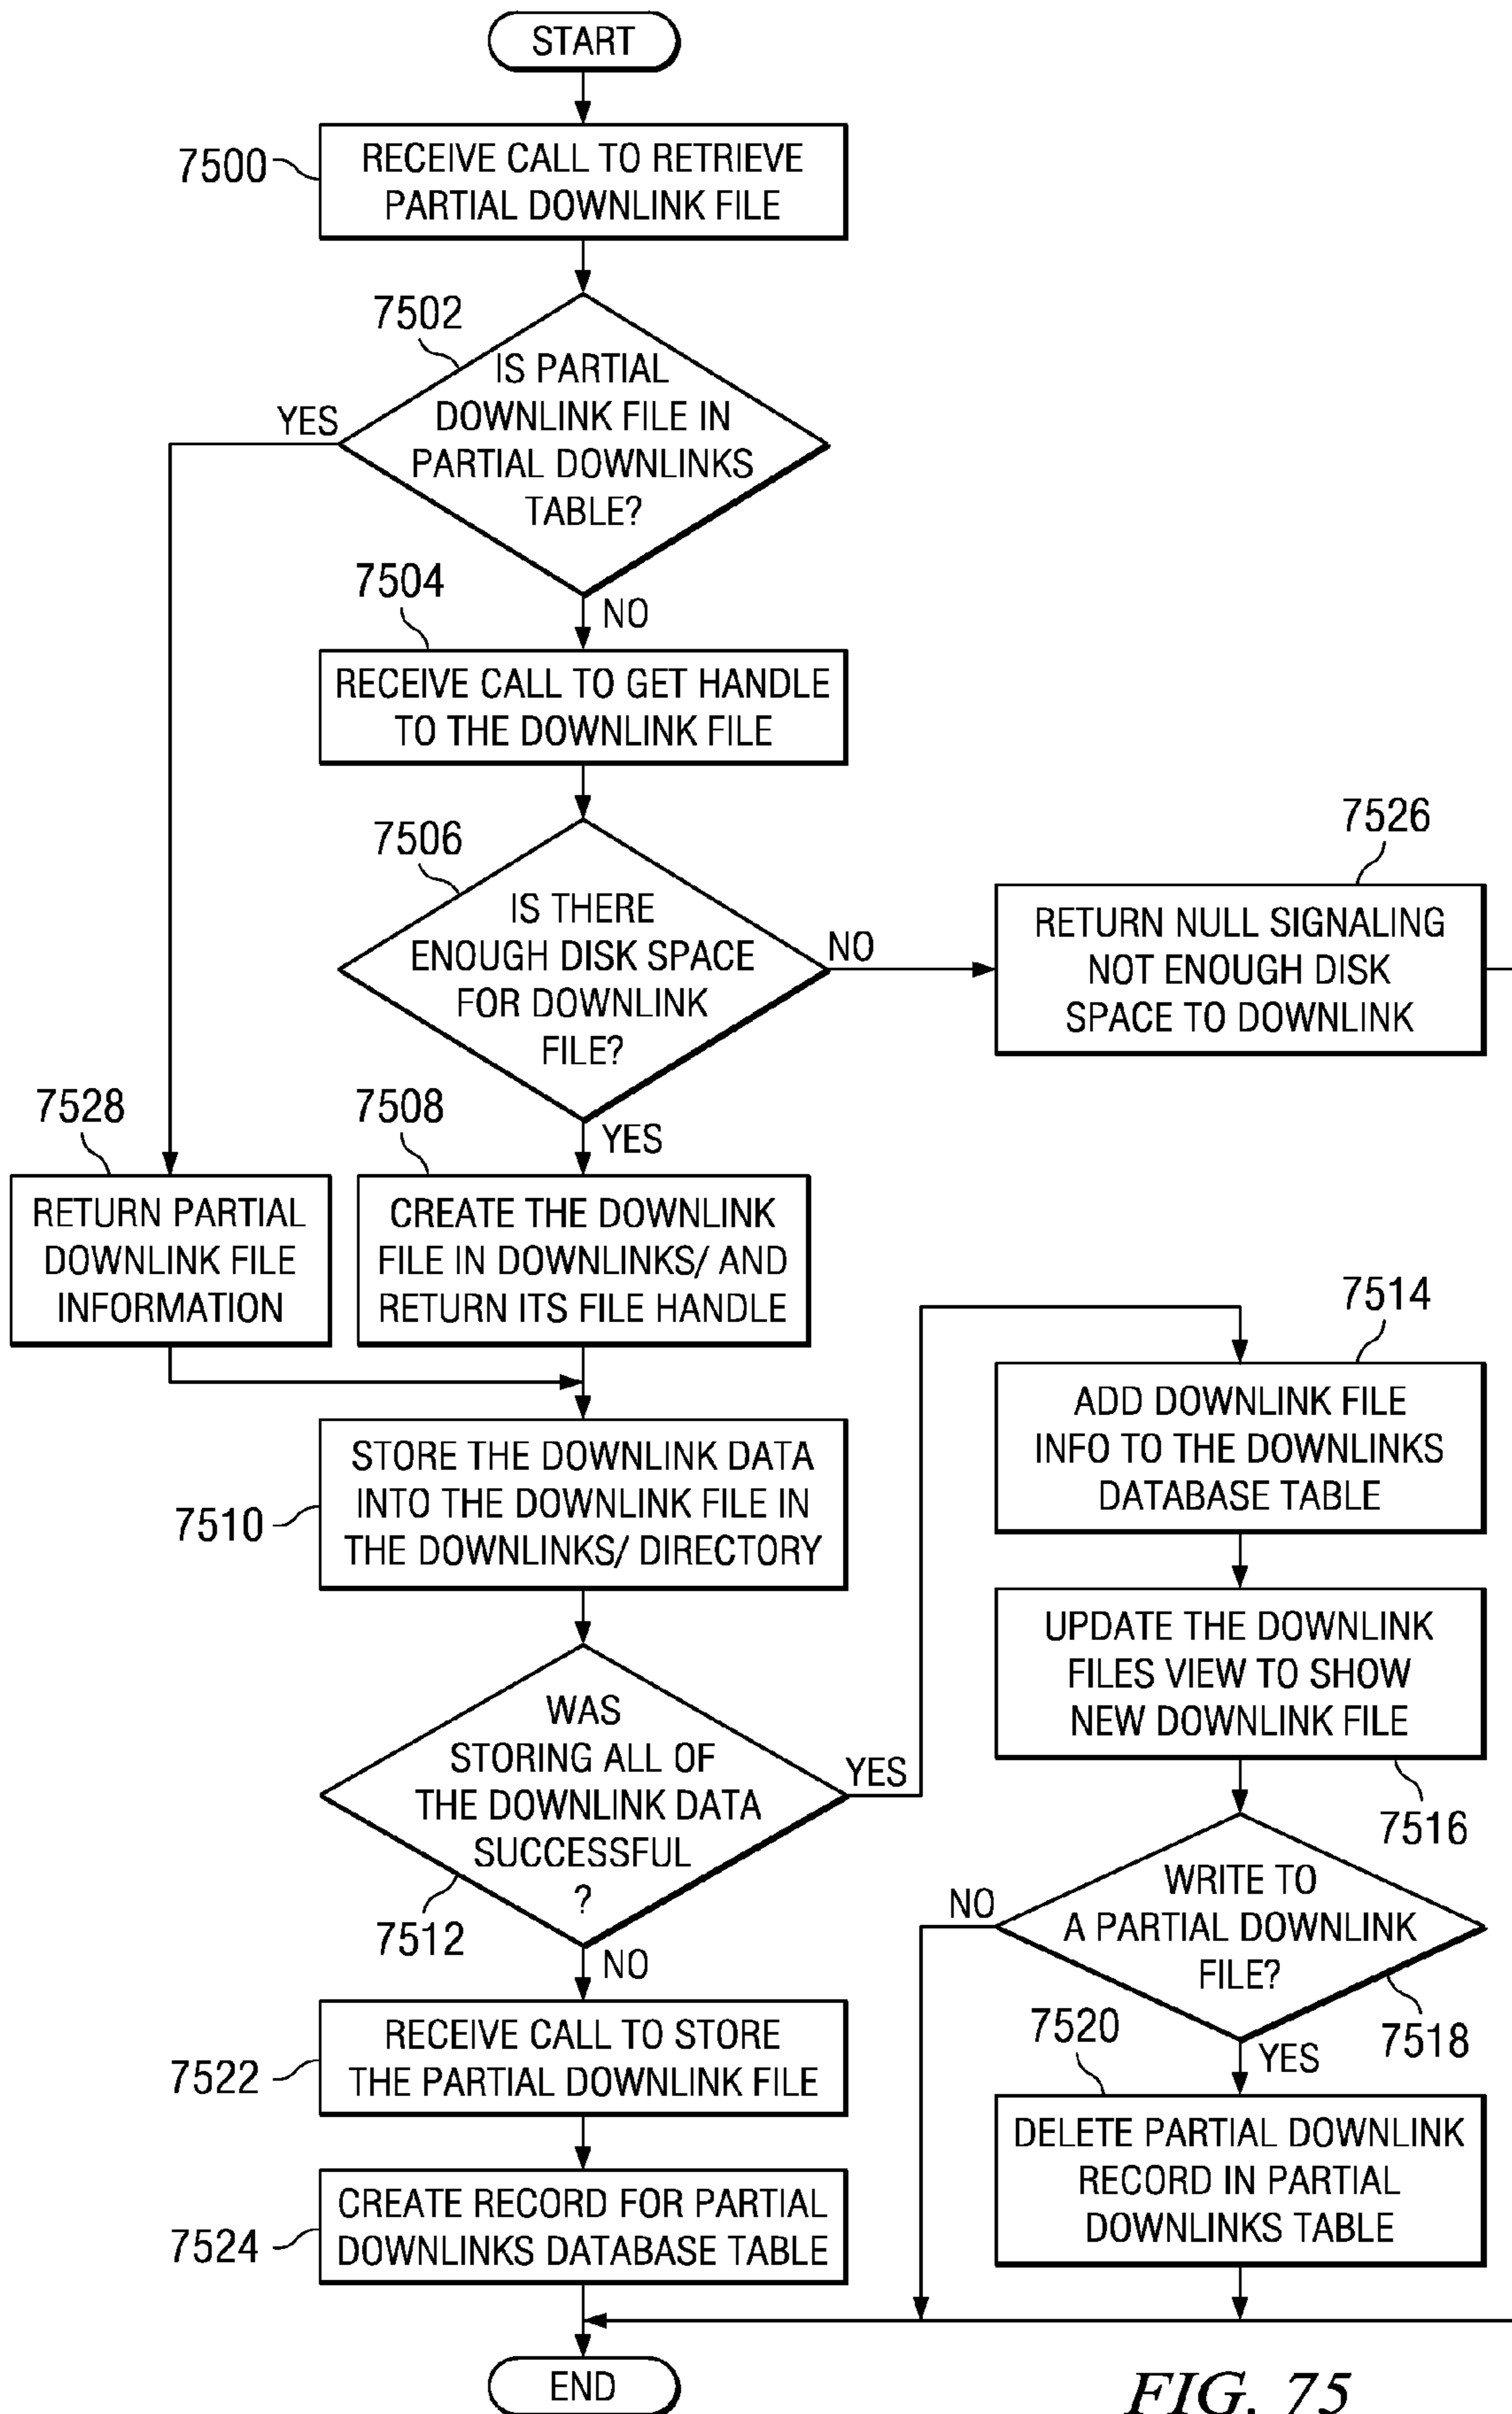 START
7500
RECEIVE CALL TO RETRIEVE
PARTIAL DOWNLINK FILE
7502
IS PARTIAL
DOWNLINK FILE IN
PARTIAL DOWNLINKS
TABLE?
YES
NO
7504
RECEIVE CALL TO GET HANDLE
TO THE DOWNLINK FILE
7506
IS THERE
ENOUGH DISK SPACE
FOR DOWNLINK
FILE?
NO
YES
7526
RETURN NULL SIGNALING
NOT ENOUGH DISK
SPACE TO DOWNLINK
7528
RETURN PARTIAL
DOWNLINK FILE
INFORMATION
7508
CREATE THE DOWNLINK
FILE IN DOWNLINKS/ AND
RETURN ITS FILE HANDLE
7510
STORE THE DOWNLINK DATA
INTO THE DOWNLINK FILE IN
THE DOWNLINKS/ DIRECTORY
WAS
STORING ALL OF
THE DOWNLINK DATA
SUCCESSFUL
?
7512
YES
NO
7514
ADD DOWNLINK FILE
INFO TO THE DOWNLINKS
DATABASE TABLE
UPDATE THE DOWNLINK
FILES VIEW TO SHOW
NEW DOWNLINK FILE
7516
WRITE TO
A PARTIAL DOWNLINK
FILE?
7518
NO
YES
7520
DELETE PARTIAL DOWNLINK
RECORD IN PARTIAL
DOWNLINKS TABLE
7522
RECEIVE CALL TO STORE
THE PARTIAL DOWNLINK FILE
7524
CREATE RECORD FOR PARTIAL
DOWNLINKS DATABASE TABLE
END
FIG. 75